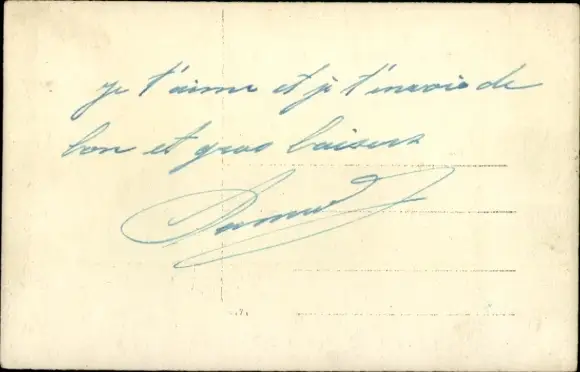 je t'aime et je t'envoie de
bon et gros baisers